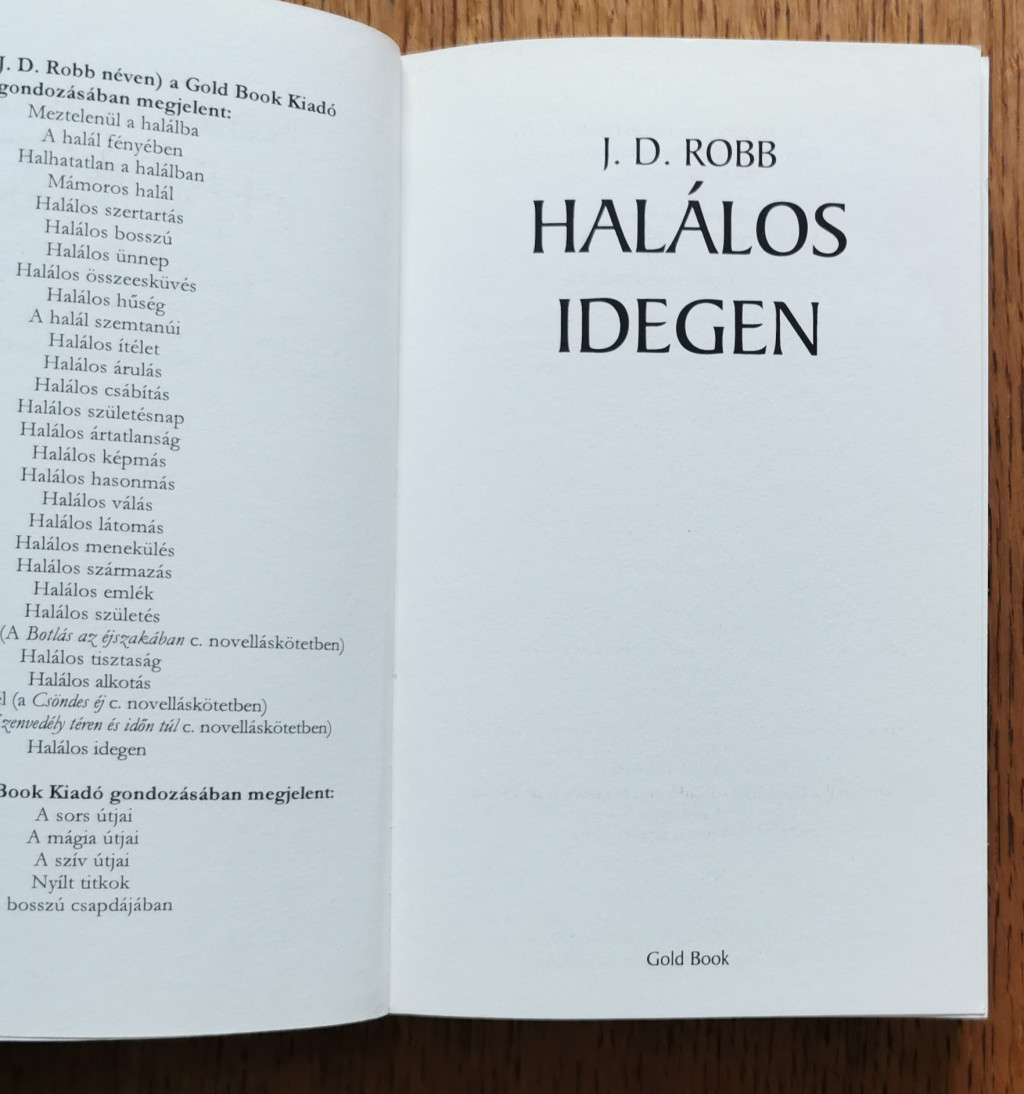 J. D. Robb néven) a Gold Book Kiadó
gondozásában megjelent:
Meztelenül a halálba
A halál fényében
Halhatatlan a halálban
Mámoros halál
Halálos szertartás
Halálos bosszú
Halálos ünnep
Halálos összeesküvés
Halálos hűség
A halál szemtanúi
Halálos ítélet
Halálos árulás
Halálos csábítás
Halálos születésnap
Halálos ártatlanság
Halálos képmás
Halálos hasonmás
Halálos válás
Halálos látomás
Halálos menekülés
Halálos származás
Halálos emlék
Halálos születés
(A Botlás az éjszakában c. novelláskötetben)
Halálos tisztaság
Halálos alkotás
(a Csöndes éj c. novelláskötetben)
téren és időn túl c. novelláskötetben)
Halálos idegen
Book Kiadó gondozásában megjelent:
A sors útjai
A mágia útjai
A szív útjai
Nyílt titkok
bosszú csapdájában
J. D. ROBB
HALÁLOS
IDEGEN
Gold Book